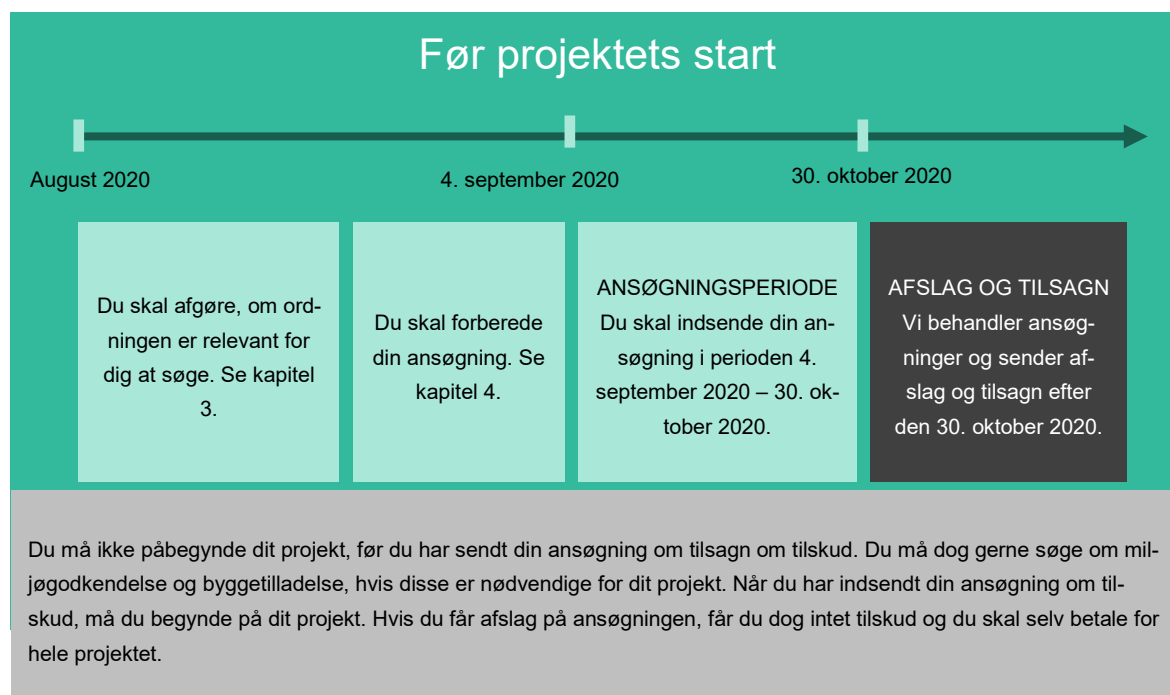 Før projektets start
August 2020
4. september 2020
30. oktober 2020
Du skal afgøre, om ord-
ningen er relevant for
dig at søge. Se kapitel
3.
Du skal forberede
din ansøgning. Se
kapitel 4.
ANSØGNINGSPERIODE
Du skal indsende din an-
søgning i perioden 4.
september 2020 – 30. ok-
tober 2020.
AFSLAG OG TILSAGN
Vi behandler ansøg-
ninger og sender af-
slag og tilsagn efter
den 30. oktober 2020.
Du må ikke påbegynde dit projekt, før du har sendt din ansøgning om tilsagn om tilskud. Du må dog gerne søge om mil-
jøgodkendelse og byggetilladelse, hvis disse er nødvendige for dit projekt. Når du har indsendt din ansøgning om til-
skud, må du begynde på dit projekt. Hvis du får afslag på ansøgningen, får du dog intet tilskud og du skal selv betale for
hele projektet.